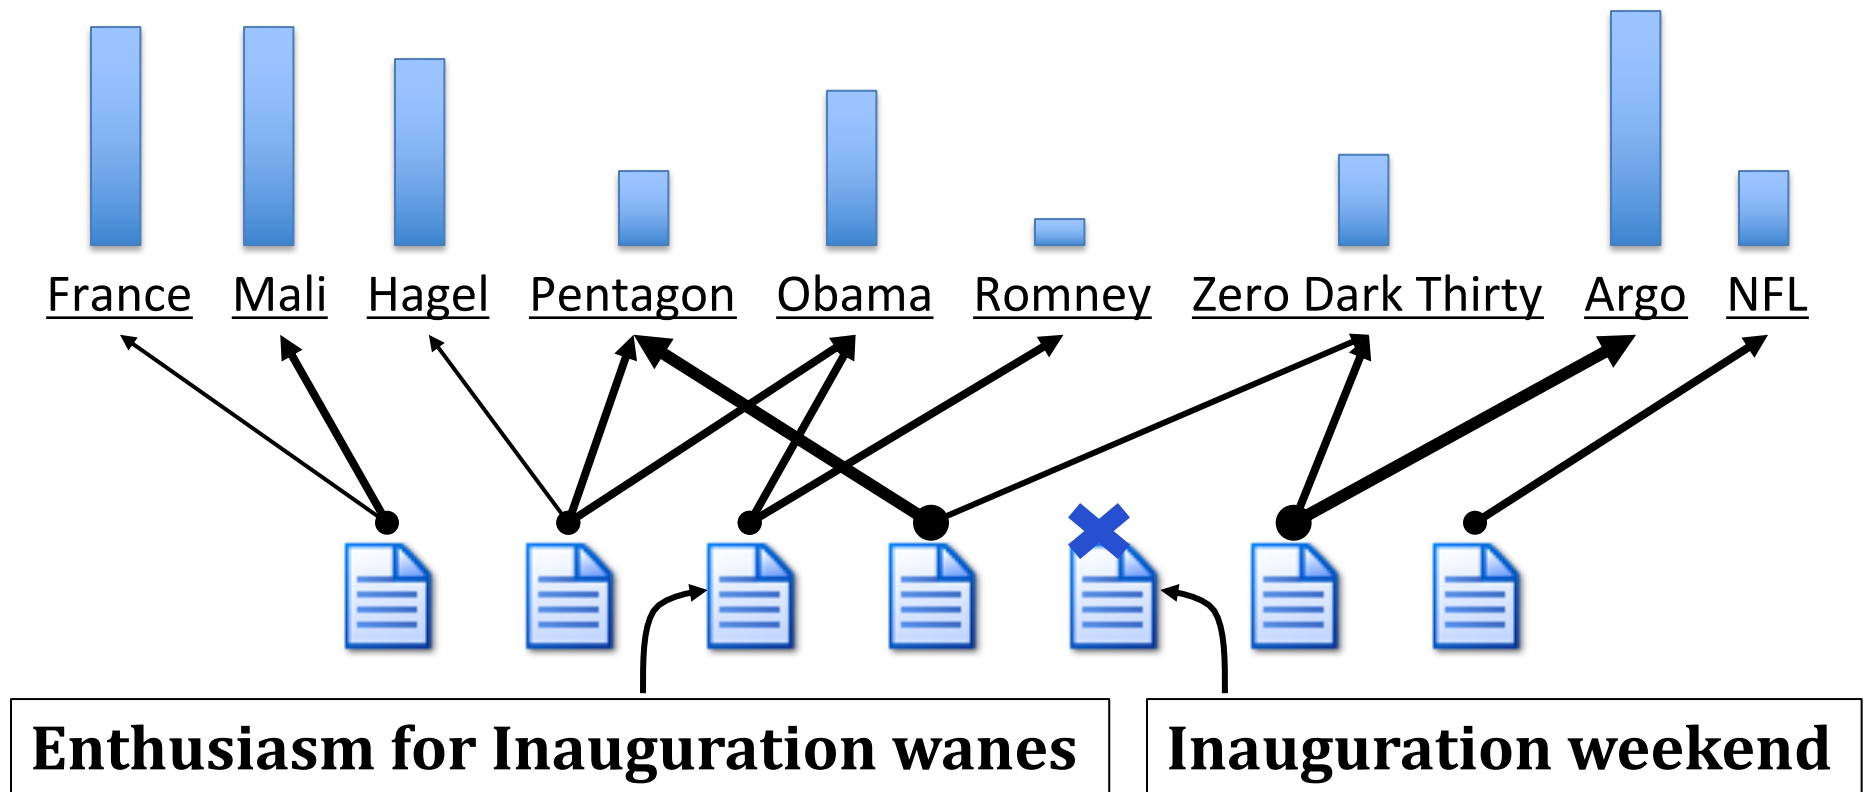 France Mali Hagel Pentagon Obama Romney Zero Dark Thirty Argo NFL
Enthusiasm for Inauguration wanes
Inauguration weekend